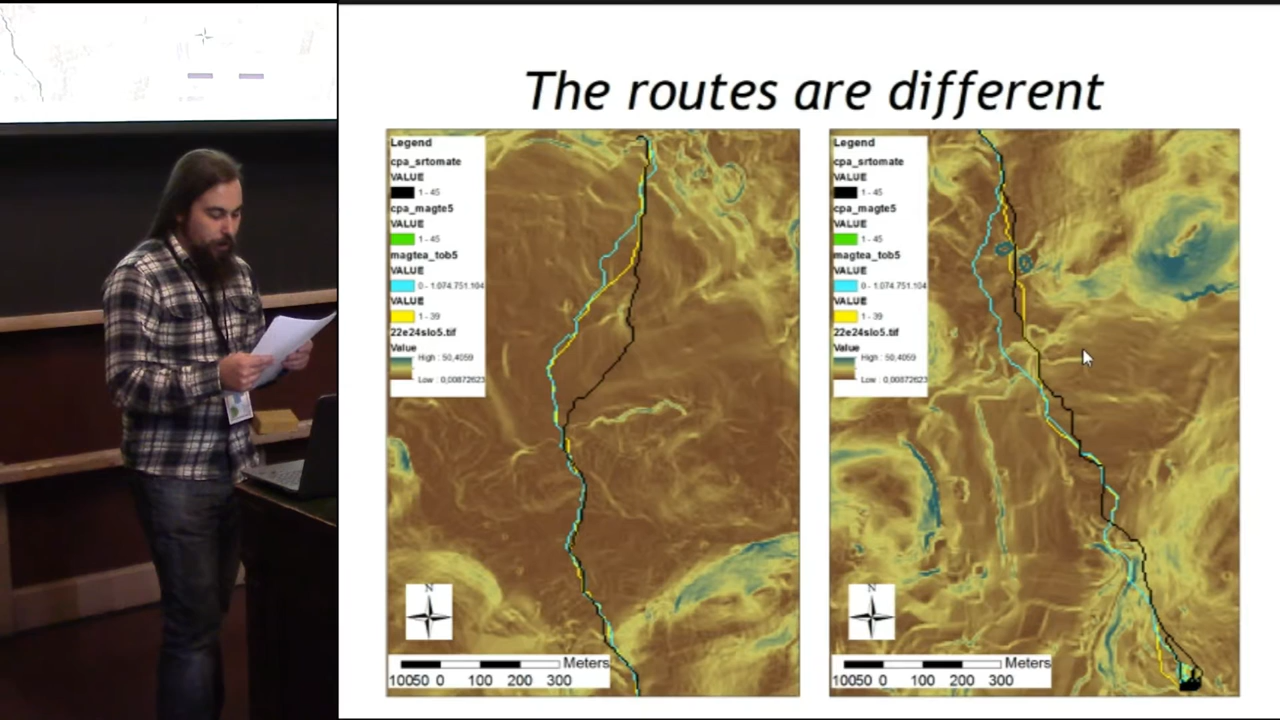 The routes are different
Legend
cpa_srtomate
VALUE
1 - 45
cpa_magte5
VALUE
1 - 45
magtea_tob5
VALUE
0 - 1.074.751.104
VALUE
1 - 39
22e24slo5.tif
Value
High : 50,4059
Low : 0,00872623
N
Meters
10050 0 100 200 300
Legend
cpa_srtomate
VALUE
1 - 45
cpa_magte5
VALUE
1 - 45
magtea_tob5
VALUE
0 - 1.074.751.104
VALUE
1 - 39
22e24slo5.tif
Value
High : 50,4059
Low : 0,00872623
N
Meters
10050 0 100 200 300